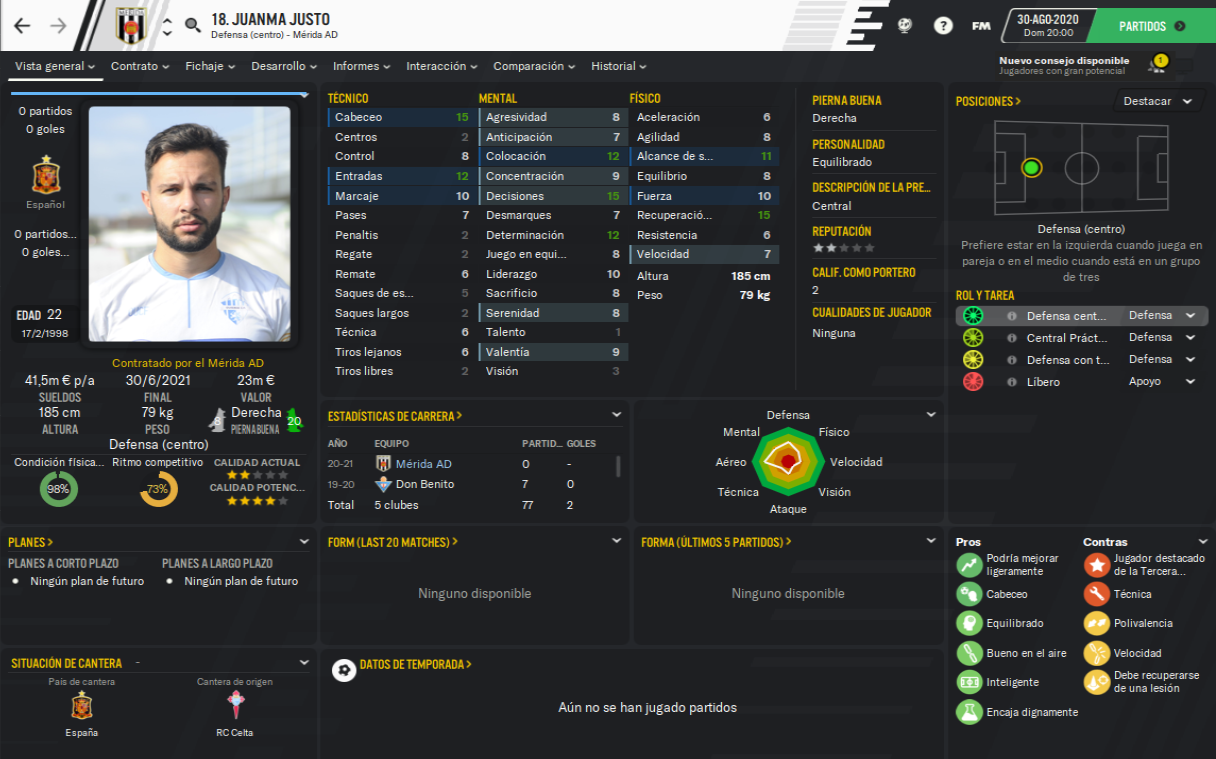 18. JUANMA JUSTO
Defensa (centro) - Mérida AD
FM
30-AGO-2020
Dom 20:00
PARTIDOS
Vista general
Contrato
Fichaje
Desarrollo
Informes
Interacción
Comparación
Historial
Nuevo consejo disponible
Jugadores con gran potencial
1
0 partidos
0 goles
Español
0 partidos...
0 goles...
EDAD 22
17/2/1998
Contratado por el Mérida AD
41,5m € p/a
SUELDOS
30/6/2021
FINAL
23m €
VALOR
185 cm
ALTURA
79 kg
PESO
8
Derecha
PIERNA BUENA
20
Defensa (centro)
Condición física...
98%
Ritmo competitivo
73%
CALIDAD ACTUAL
CALIDAD POTENC...
TÉCNICO
Cabeceo 15
Centros 2
Control 8
Entradas 12
Marcaje 10
Pases 7
Penaltis 2
Regate 2
Remate 6
Saques de es... 5
Saques largos 2
Técnica 6
Tiros lejanos 6
Tiros libres 2
MENTAL
Agresividad 8
Anticipación 7
Colocación 12
Concentración 9
Decisiones 15
Desmarques 7
Determinación 12
Juego en equi... 8
Liderazgo 10
Sacrificio 8
Serenidad 8
Talento 1
Valentía 9
Visión 3
FÍSICO
Aceleración 6
Agilidad 8
Alcance de s... 11
Equilibrio 8
Fuerza 10
Recuperació... 15
Resistencia 6
Velocidad 7
Altura 185 cm
Peso 79 kg
PIERNA BUENA
Derecha
PERSONALIDAD
Equilibrado
DESCRIPCIÓN DE LA PRE...
Central
REPUTACIÓN
CALIF. COMO PORTERO
2
CUALIDADES DE JUGADOR
Ninguna
POSICIONES >
Destacar
Defensa (centro)
Prefiere estar en la izquierda cuando juega en
pareja o en el medio cuando está en un grupo
de tres
ROL Y TAREA
Defensa cent... Defensa
Central Práct... Defensa
Defensa con t... Defensa
Líbero Apoyo
ESTADÍSTICAS DE CARRERA >
AÑO EQUIPO PARTID... GOLES
20-21 Mérida AD 0 -
19-20 Don Benito 7 0
Total 5 clubes 77 2
Defensa
Mental
Físico
Aéreo
Velocidad
Técnica
Visión
Ataque
PLANES >
PLANES A CORTO PLAZO
Ningún plan de futuro
PLANES A LARGO PLAZO
Ningún plan de futuro
FORM (LAST 20 MATCHES) >
Ninguno disponible
FORMA (ÚLTIMOS 5 PARTIDOS) >
Ninguno disponible
Pros
Podría mejorar
ligeramente
Cabeceo
Equilibrado
Bueno en el aire
Inteligente
Encaja dignamente
Contras
Jugador destacado
de la Tercera...
Técnica
Polivalencia
Velocidad
Debe recuperarse
de una lesión
SITUACIÓN DE CANTERA -
País de cantera
España
Cantera de origen
RC Celta
DATOS DE TEMPORADA >
Aún no se han jugado partidos